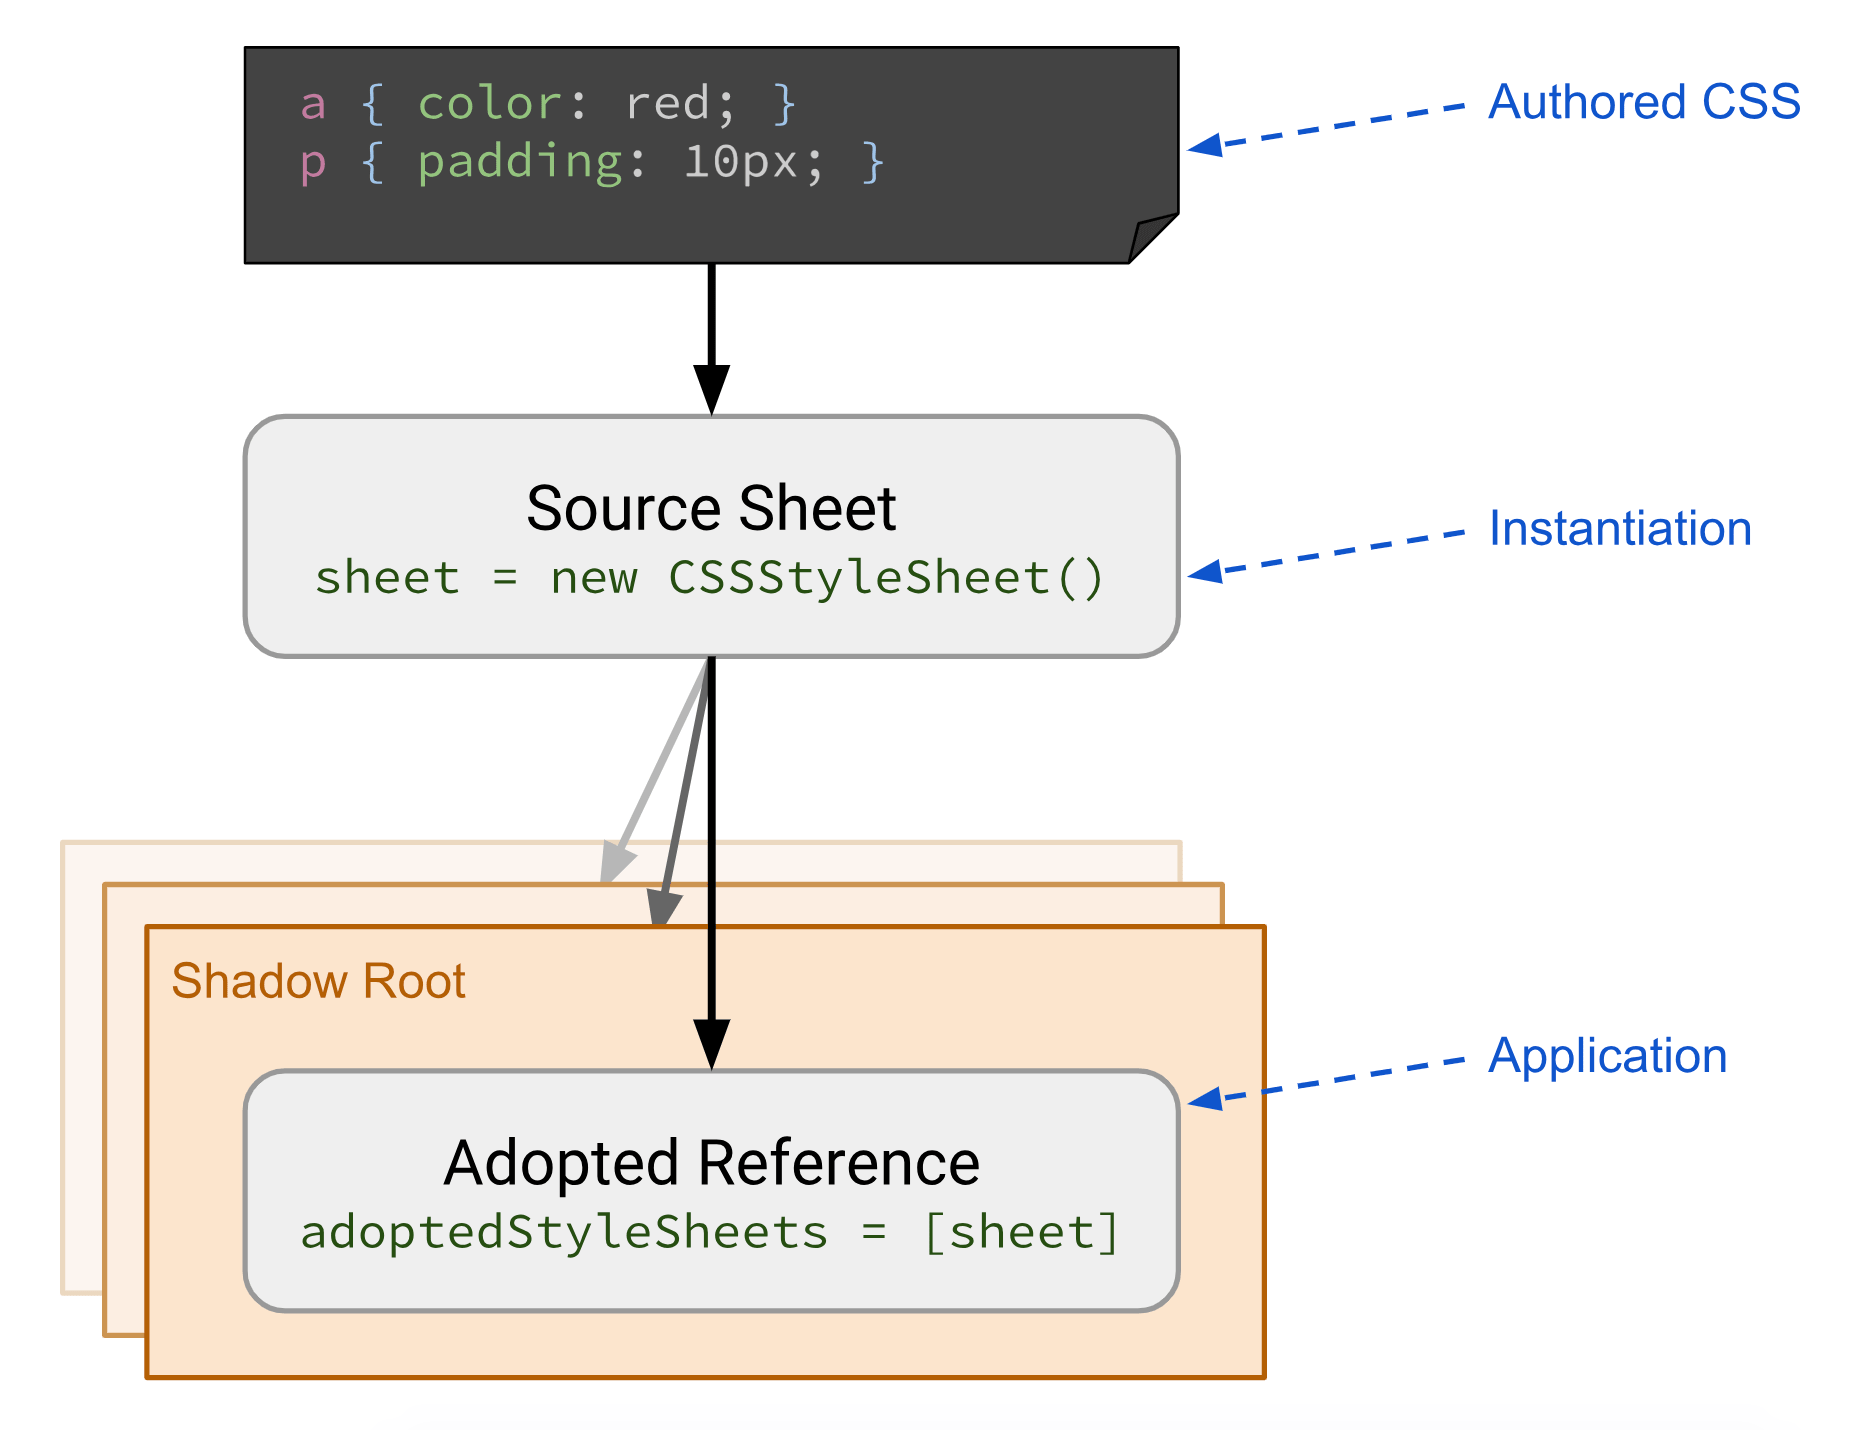 a { color: red; }
p { padding: 10px; }
Authored CSS
Source Sheet
sheet = new CSSStyleSheet()
Instantiation
Shadow Root
Application
Adopted Reference
adoptedStyleSheets = [sheet]